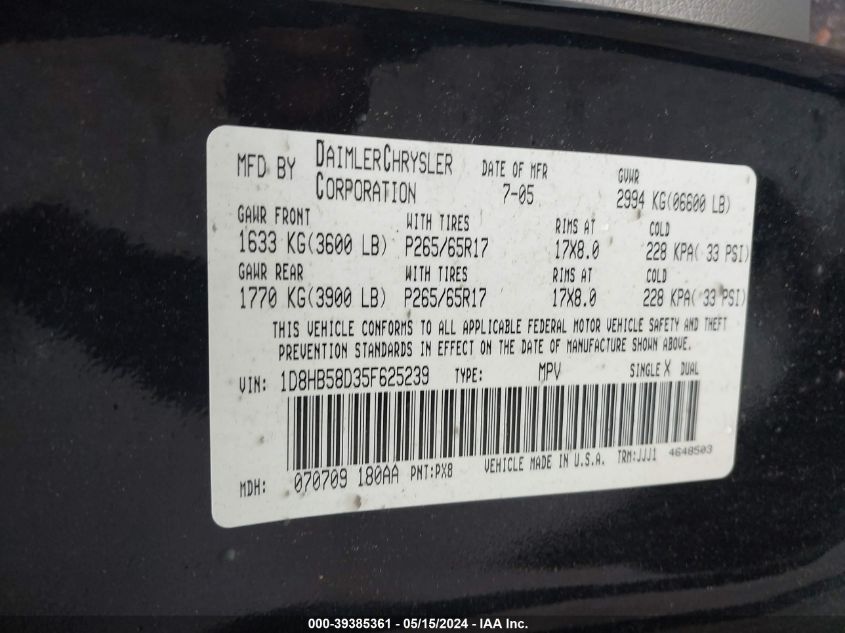 MFD BY DAIMLERCHRYSLER CORPORATION DATE OF MFR 7-05 GVWR 2994 KG(06600 LB)
GAWR FRONT WITH TIRES RIMS AT COLD
1633 KG(3600 LB) P265/65R17 17X8.0 228 KPA( 33 PSI)
GAWR REAR WITH TIRES RIMS AT COLD
1770 KG(3900 LB) P265/65R17 17X8.0 228 KPA( 33 PSI)
THIS VEHICLE CONFORMS TO ALL APPLICABLE FEDERAL MOTOR VEHICLE SAFETY AND THEFT
PREVENTION STANDARDS IN EFFECT ON THE DATE OF MANUFACTURE SHOWN ABOVE.
VIN: 1D8HB58D35F625239 TYPE: MPV SINGLE X DUAL
MDH: 070709 180AA PNT:PX8 VEHICLE MADE IN U.S.A. TRM:JJJ1 4648503
000-39385361 - 05/15/2024 - IAA Inc.